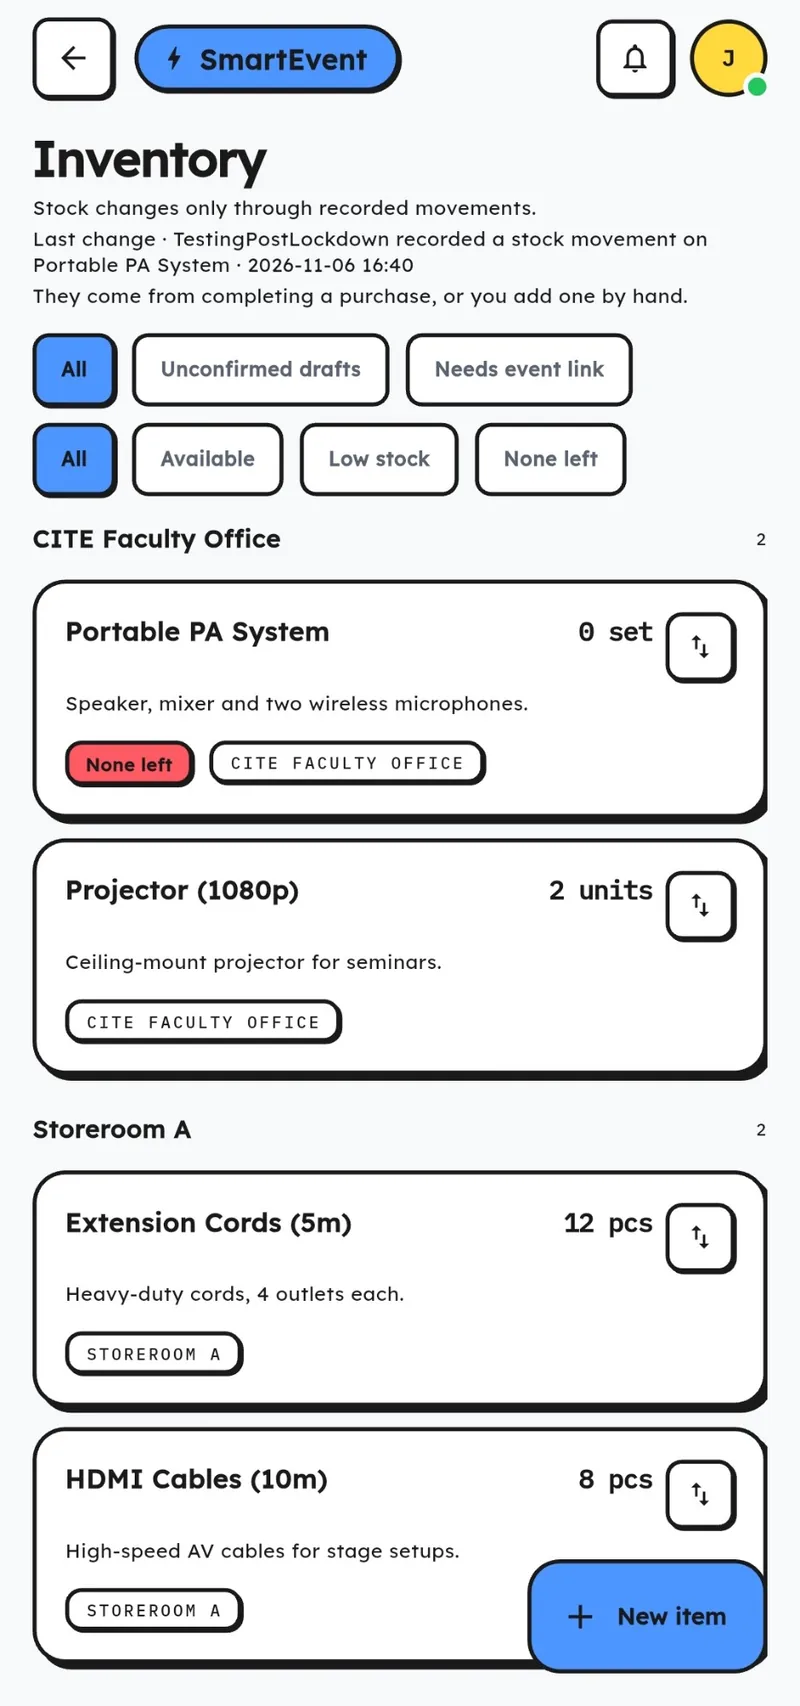 SmartEvent
J
Inventory
Stock changes only through recorded movements.
Last change · TestingPostLockdown recorded a stock movement on
Portable PA System · 2026-11-06 16:40
They come from completing a purchase, or you add one by hand.
All Unconfirmed drafts Needs event link
All Available Low stock None left
CITE Faculty Office 2
Portable PA System 0 set
Speaker, mixer and two wireless microphones.
None left CITE FACULTY OFFICE
Projector (1080p) 2 units
Ceiling-mount projector for seminars.
CITE FACULTY OFFICE
Storeroom A 2
Extension Cords (5m) 12 pcs
Heavy-duty cords, 4 outlets each.
STOREROOM A
HDMI Cables (10m) 8 pcs
High-speed AV cables for stage setups.
STOREROOM A
New item